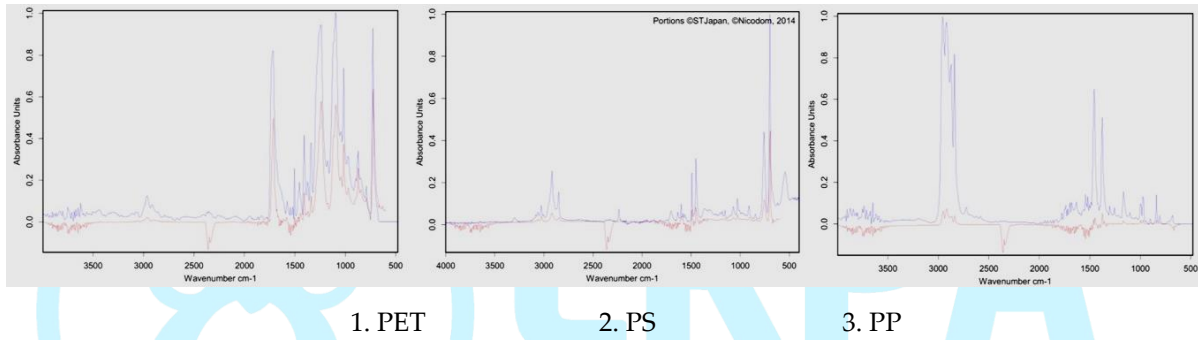 Portions ©STJapan, ©Nicodom, 2014
Absorbance Units
0.0 0.2 0.4 0.6 0.8 1.0
3500 3000 2500 2000 1500 1000 500
Wavenumber cm-1
Absorbance Units
0.0 0.2 0.4 0.6 0.8 1.0
4000 3500 3000 2500 2000 1500 1000 500
Wavenumber cm-1
Absorbance Units
0.0 0.2 0.4 0.6 0.8 1.0
3500 3000 2500 2000 1500 1000 500
Wavenumber cm-1
1. PET 2. PS 3. PP